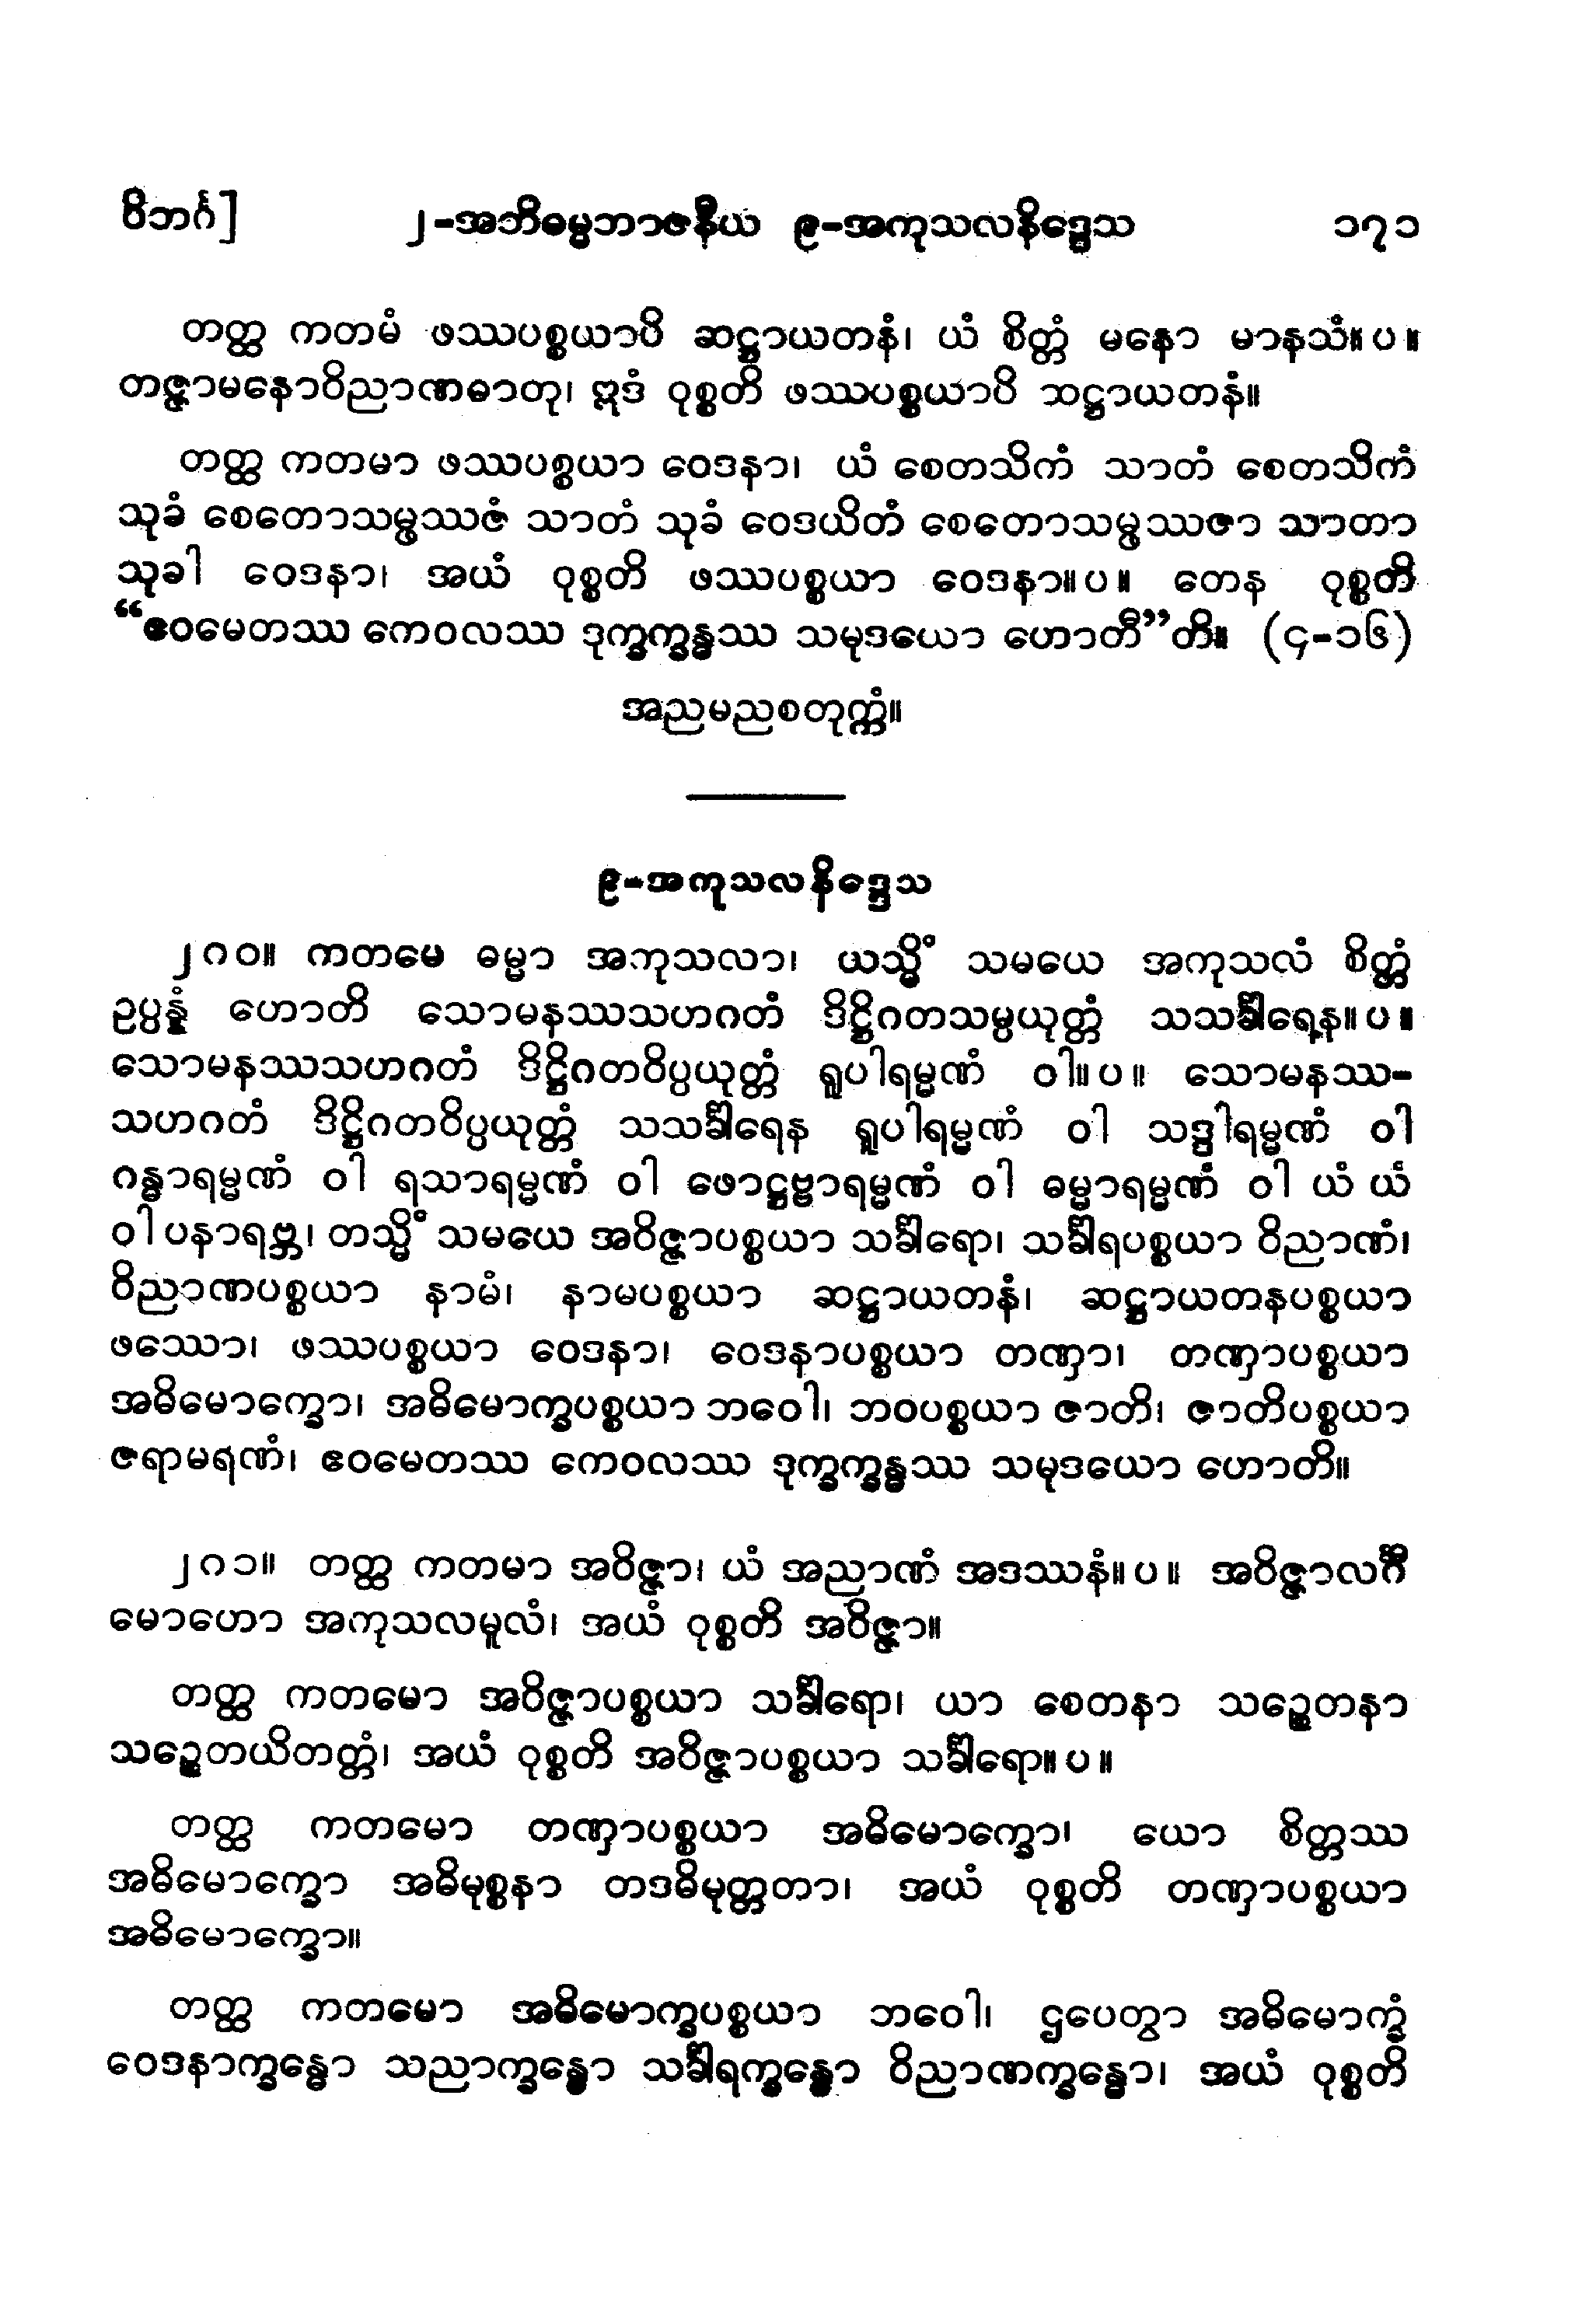 ဝိဘင်္ဂ] ၂-အဘိဓမ္မဘာဇနီယ ၉-အကုသလနိဒ္ဒေသ ၁၇၁
တတ္ထ ကတမံ ဖဿပစ္စယာပိ ဆဋ္ဌာယတနံ၊ ယံ စိတ္တံ မနော မာနသံ။ပ။
တဇ္ဇာမနောဝိညာဏဓာတု၊ ဣဒံ ဝုစ္စတိ ဖဿပစ္စယာပိ ဆဋ္ဌာယတနံ။
တတ္ထ ကတမာ ဖဿပစ္စယာ ဝေဒနာ၊ ယံ စေတသိကံ သာတံ စေတသိကံ
သုခံ စေတောသမ္ဖဿဇံ သာတံ သုခံ ဝေဒယိတံ စေတောသမ္ဖဿဇာ သာတာ
သုခါ ဝေဒနာ၊ အယံ ဝုစ္စတိ ဖဿပစ္စယာ ဝေဒနာ။ပ။ တေန ဝုစ္စတိ
“ဧဝမေတဿ ကေဝလဿ ဒုက္ခက္ခန္ဓဿ သမုဒယော ဟောတီ”တိ။ (၄-၁၆)
အညမညစတုက္ကံ။
၉-အကုသလနိဒ္ဒေသ
၂၈၀။ ကတမေ ဓမ္မာ အကုသလာ၊ ယသ္မိံ သမယေ အကုသလံ စိတ္တံ
ဥပ္ပန္နံ ဟောတိ သောမနဿသဟဂတံ ဒိဋ္ဌိဂတသမ္ပယုတ္တံ သသင်္ခါရေန။ပ။
သောမနဿသဟဂတံ ဒိဋ္ဌိဂတဝိပ္ပယုတ္တံ ရူပါရမ္မဏံ ဝါ။ပ။ သောမနဿ-
သဟဂတံ ဒိဋ္ဌိဂတဝိပ္ပယုတ္တံ သသင်္ခါရေန ရူပါရမ္မဏံ ဝါ သဒ္ဒါရမ္မဏံ ဝါ
ဂန္ဓာရမ္မဏံ ဝါ ရသာရမ္မဏံ ဝါ ဖောဋ္ဌဗ္ဗာရမ္မဏံ ဝါ ဓမ္မာရမ္မဏံ ဝါ ယံ ယံ
ဝါ ပနာရဗ္ဘ၊ တသ္မိံ သမယေ အဝိဇ္ဇာပစ္စယာ သင်္ခါရော၊ သင်္ခါရပစ္စယာ ဝိညာဏံ၊
ဝိညာဏပစ္စယာ နာမံ၊ နာမပစ္စယာ ဆဋ္ဌာယတနံ၊ ဆဋ္ဌာယတနပစ္စယာ
ဖဿော၊ ဖဿပစ္စယာ ဝေဒနာ၊ ဝေဒနာပစ္စယာ တဏှာ၊ တဏှာပစ္စယာ
အဓိမောက္ခော၊ အဓိမောက္ခပစ္စယာ ဘဝေါ၊ ဘဝပစ္စယာ ဇာတိ၊ ဇာတိပစ္စယာ
ဇရာမရဏံ၊ ဧဝမေတဿ ကေဝလဿ ဒုက္ခက္ခန္ဓဿ သမုဒယော ဟောတိ။
၂၈၁။ တတ္ထ ကတမာ အဝိဇ္ဇာ၊ ယံ အညာဏံ အဒဿနံ။ပ။ အဝိဇ္ဇာလင်္ဂီ
မောဟော အကုသလမူလံ၊ အယံ ဝုစ္စတိ အဝိဇ္ဇာ။
တတ္ထ ကတမော အဝိဇ္ဇာပစ္စယာ သင်္ခါရော၊ ယာ စေတနာ သဉ္စေတနာ
သဉ္စေတယိတတ္တံ၊ အယံ ဝုစ္စတိ အဝိဇ္ဇာပစ္စယာ သင်္ခါရော။ပ။
တတ္ထ ကတမော တဏှာပစ္စယာ အဓိမောက္ခော၊ ယော စိတ္တဿ
အဓိမောက္ခော အဓိမုစ္စနာ တဒဓိမုတ္တတာ၊ အယံ ဝုစ္စတိ တဏှာပစ္စယာ
အဓိမောက္ခော။
တတ္ထ ကတမော အဓိမောက္ခပစ္စယာ ဘဝေါ၊ ဌပေတွာ အဓိမောက္ခံ
ဝေဒနာက္ခန္ဓော သညာက္ခန္ဓော သင်္ခါရက္ခန္ဓော ဝိညာဏက္ခန္ဓော၊ အယံ ဝုစ္စတိ